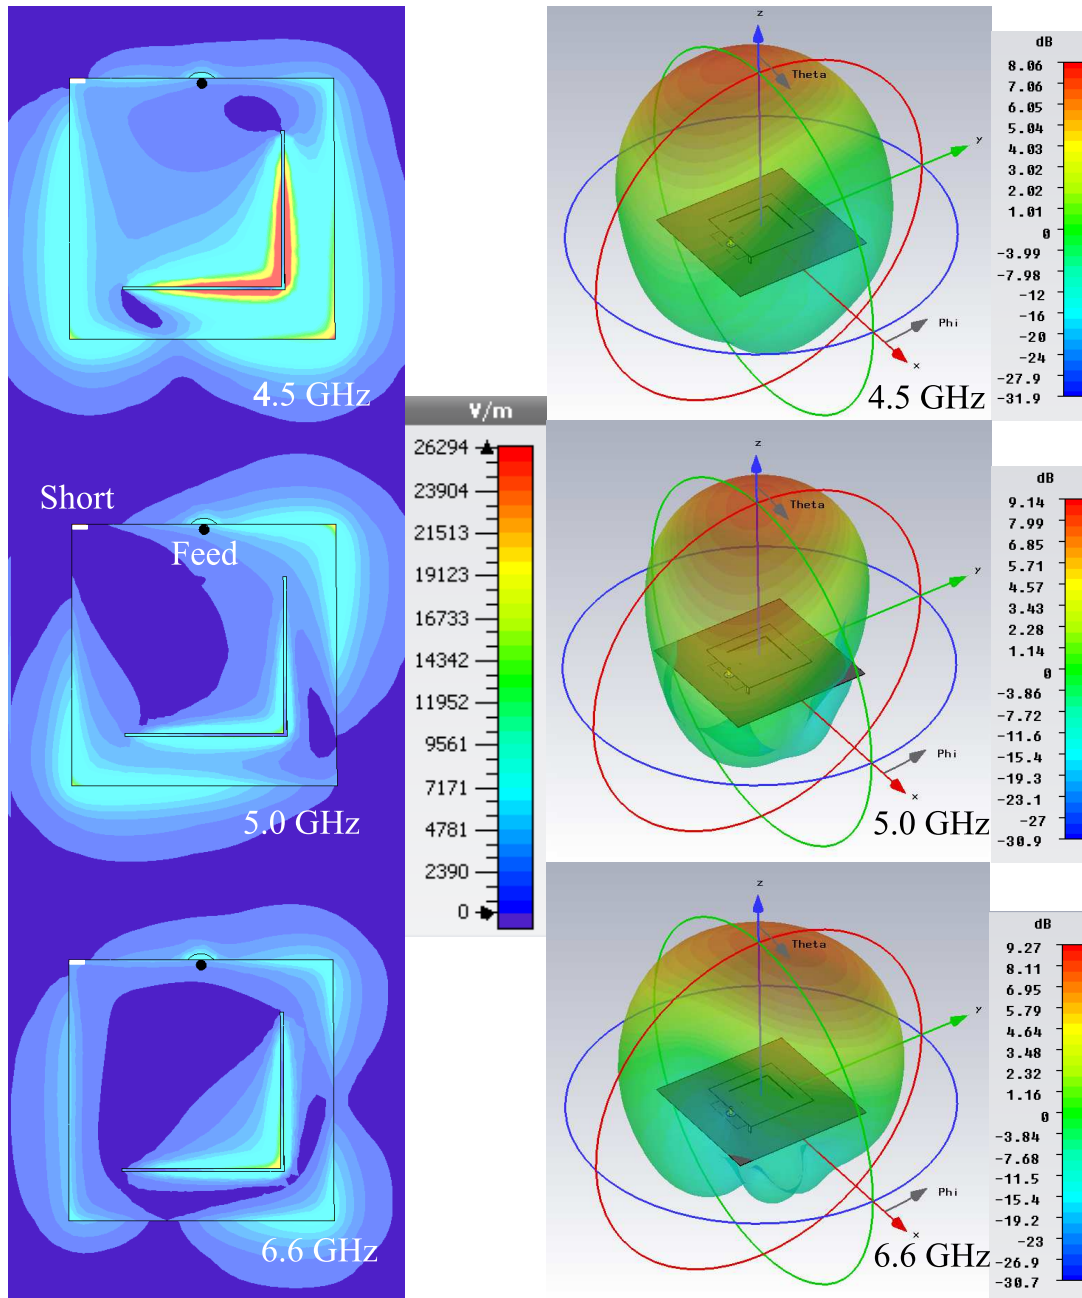 z
Theta
y
Phi
x
4.5 GHz
4.5 GHz
dB
8.06
7.06
6.05
5.04
4.03
3.02
2.02
1.01
0
-3.99
-7.98
-12
-16
-20
-24
-27.9
-31.9
V/m
26294
23904
21513
19123
16733
14342
11952
9561
7171
4781
2390
0
Short
Feed
5.0 GHz
z
Theta
y
Phi
x
5.0 GHz
dB
9.14
7.99
6.85
5.71
4.57
3.43
2.28
1.14
0
-3.86
-7.72
-11.6
-15.4
-19.3
-23.1
-27
-30.9
6.6 GHz
z
Theta
y
Phi
x
6.6 GHz
dB
9.27
8.11
6.95
5.79
4.64
3.48
2.32
1.16
0
-3.84
-7.68
-11.5
-15.4
-19.2
-23
-26.9
-30.7